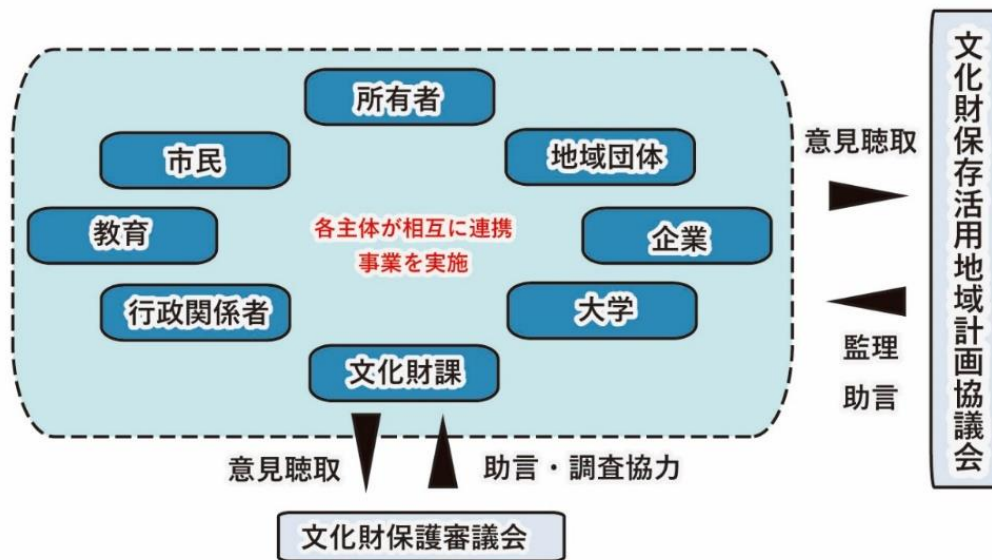 所有者
市民
地域団体
教育
各主体が相互に連携
事業を実施
企業
行政関係者
大学
文化財課
意見聴取
監理
助言
文化財保存活用地域計画協議会
意見聴取
助言・調査協力
文化財保護審議会